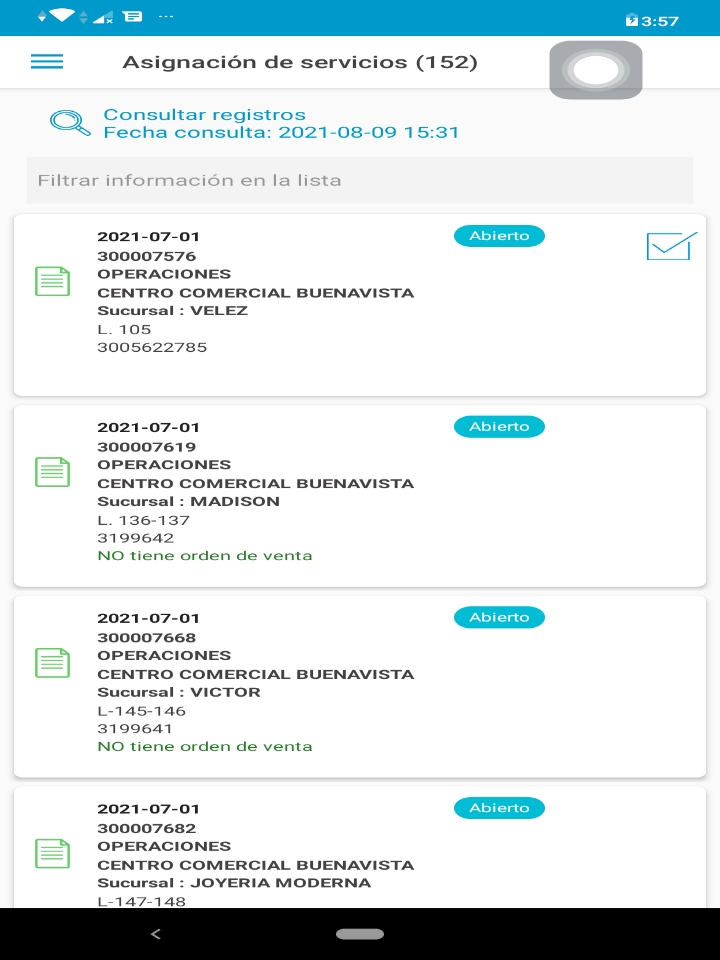 3:57
Asignación de servicios (152)
Consultar registros
Fecha consulta: 2021-08-09 15:31
Filtrar información en la lista
2021-07-01
Abierto
300007576
OPERACIONES
CENTRO COMERCIAL BUENAVISTA
Sucursal : VELEZ
L. 105
3005622785
2021-07-01
Abierto
300007619
OPERACIONES
CENTRO COMERCIAL BUENAVISTA
Sucursal : MADISON
L. 136-137
3199642
NO tiene orden de venta
2021-07-01
Abierto
300007668
OPERACIONES
CENTRO COMERCIAL BUENAVISTA
Sucursal : VICTOR
L-145-146
3199641
NO tiene orden de venta
2021-07-01
Abierto
300007682
OPERACIONES
CENTRO COMERCIAL BUENAVISTA
Sucursal : JOYERIA MODERNA
L-147-148